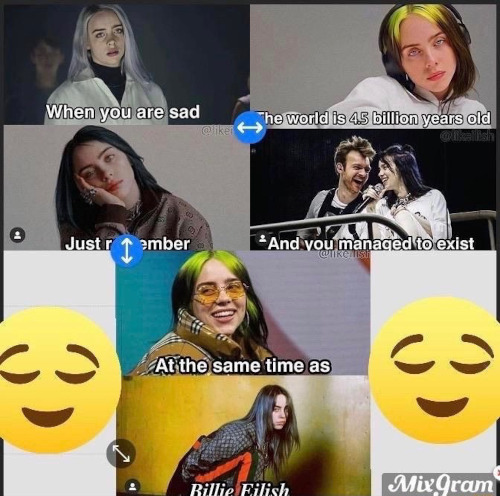 When you are sad
The world is 4.5 billion years old
@likeilish
Just r ember
And you managed to exist
@likeilish
At the same time as
Billie Eilish
Mixgram